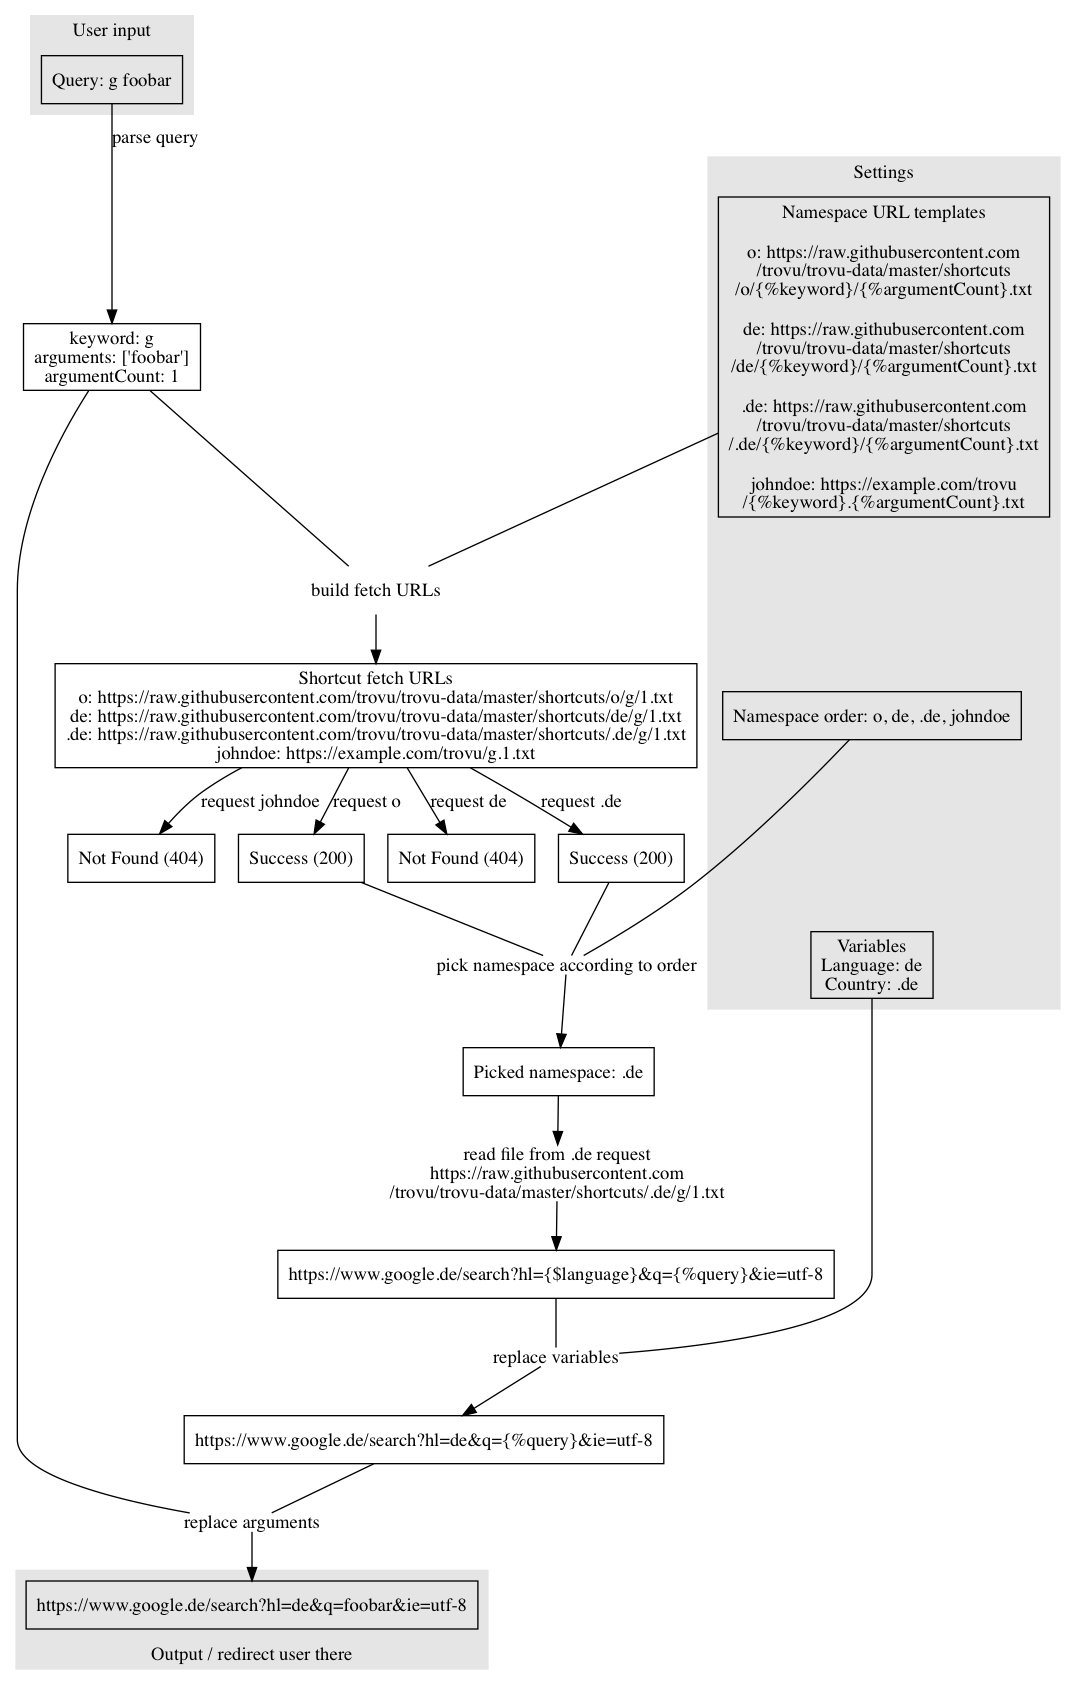 User input
Query: g foobar
parse query
Settings
Namespace URL templates
o: https://raw.githubusercontent.com
/trovu/trovu-data/master/shortcuts
/o/{%keyword}/{%argumentCount}.txt
de: https://raw.githubusercontent.com
/trovu/trovu-data/master/shortcuts
/de/{%keyword}/{%argumentCount}.txt
.de: https://raw.githubusercontent.com
/trovu/trovu-data/master/shortcuts
/.de/{%keyword}/{%argumentCount}.txt
johndoe: https://example.com/trovu
/{%keyword}.{%argumentCount}.txt
keyword: g
arguments: ['foobar']
argumentCount: 1
build fetch URLs
Shortcut fetch URLs
o: https://raw.githubusercontent.com/trovu/trovu-data/master/shortcuts/o/g/1.txt
de: https://raw.githubusercontent.com/trovu/trovu-data/master/shortcuts/de/g/1.txt
.de: https://raw.githubusercontent.com/trovu/trovu-data/master/shortcuts/.de/g/1.txt
johndoe: https://example.com/trovu/g.1.txt
Namespace order: o, de, .de, johndoe
request johndoe
request o
request de
request .de
Not Found (404)
Success (200)
Not Found (404)
Success (200)
pick namespace according to order
Variables
Language: de
Country: .de
Picked namespace: .de
read file from .de request
https://raw.githubusercontent.com
/trovu/trovu-data/master/shortcuts/.de/g/1.txt
https://www.google.de/search?hl={$language}&q={%query}&ie=utf-8
replace variables
https://www.google.de/search?hl=de&q={%query}&ie=utf-8
replace arguments
https://www.google.de/search?hl=de&q=foobar&ie=utf-8
Output / redirect user there